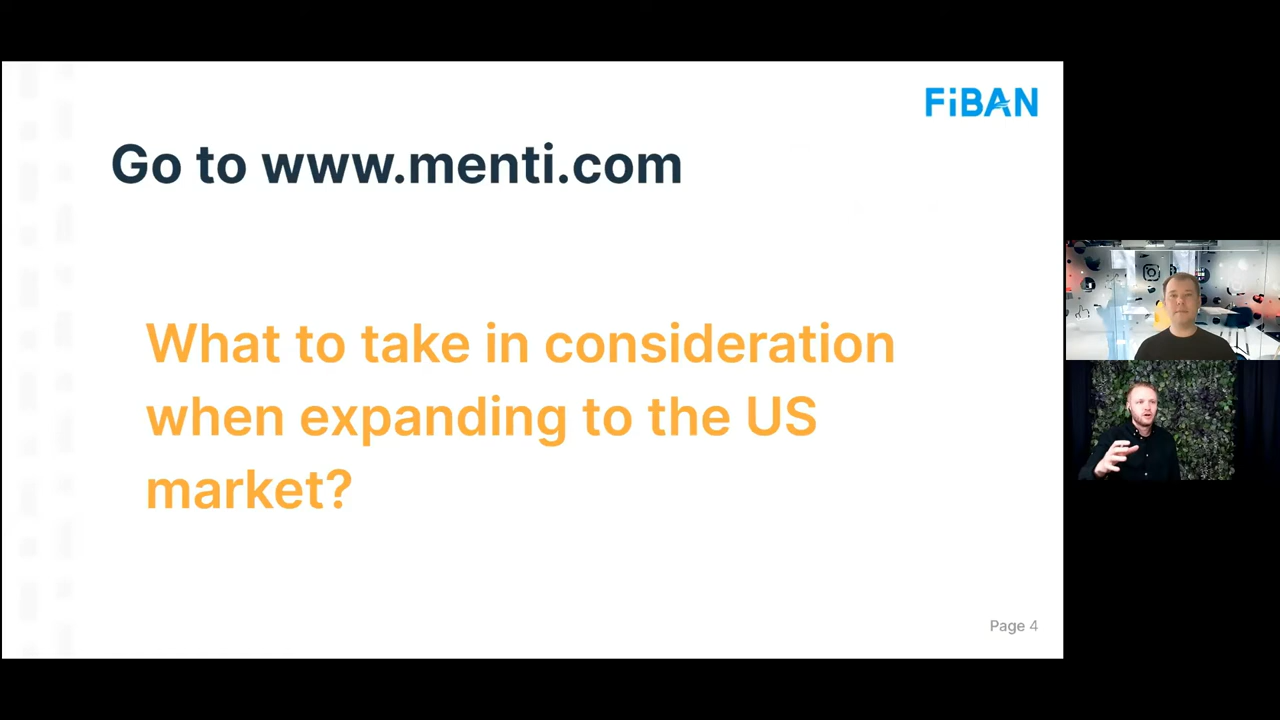 FiBAN
Go to www.menti.com
What to take in consideration
when expanding to the US
market?
Page 4